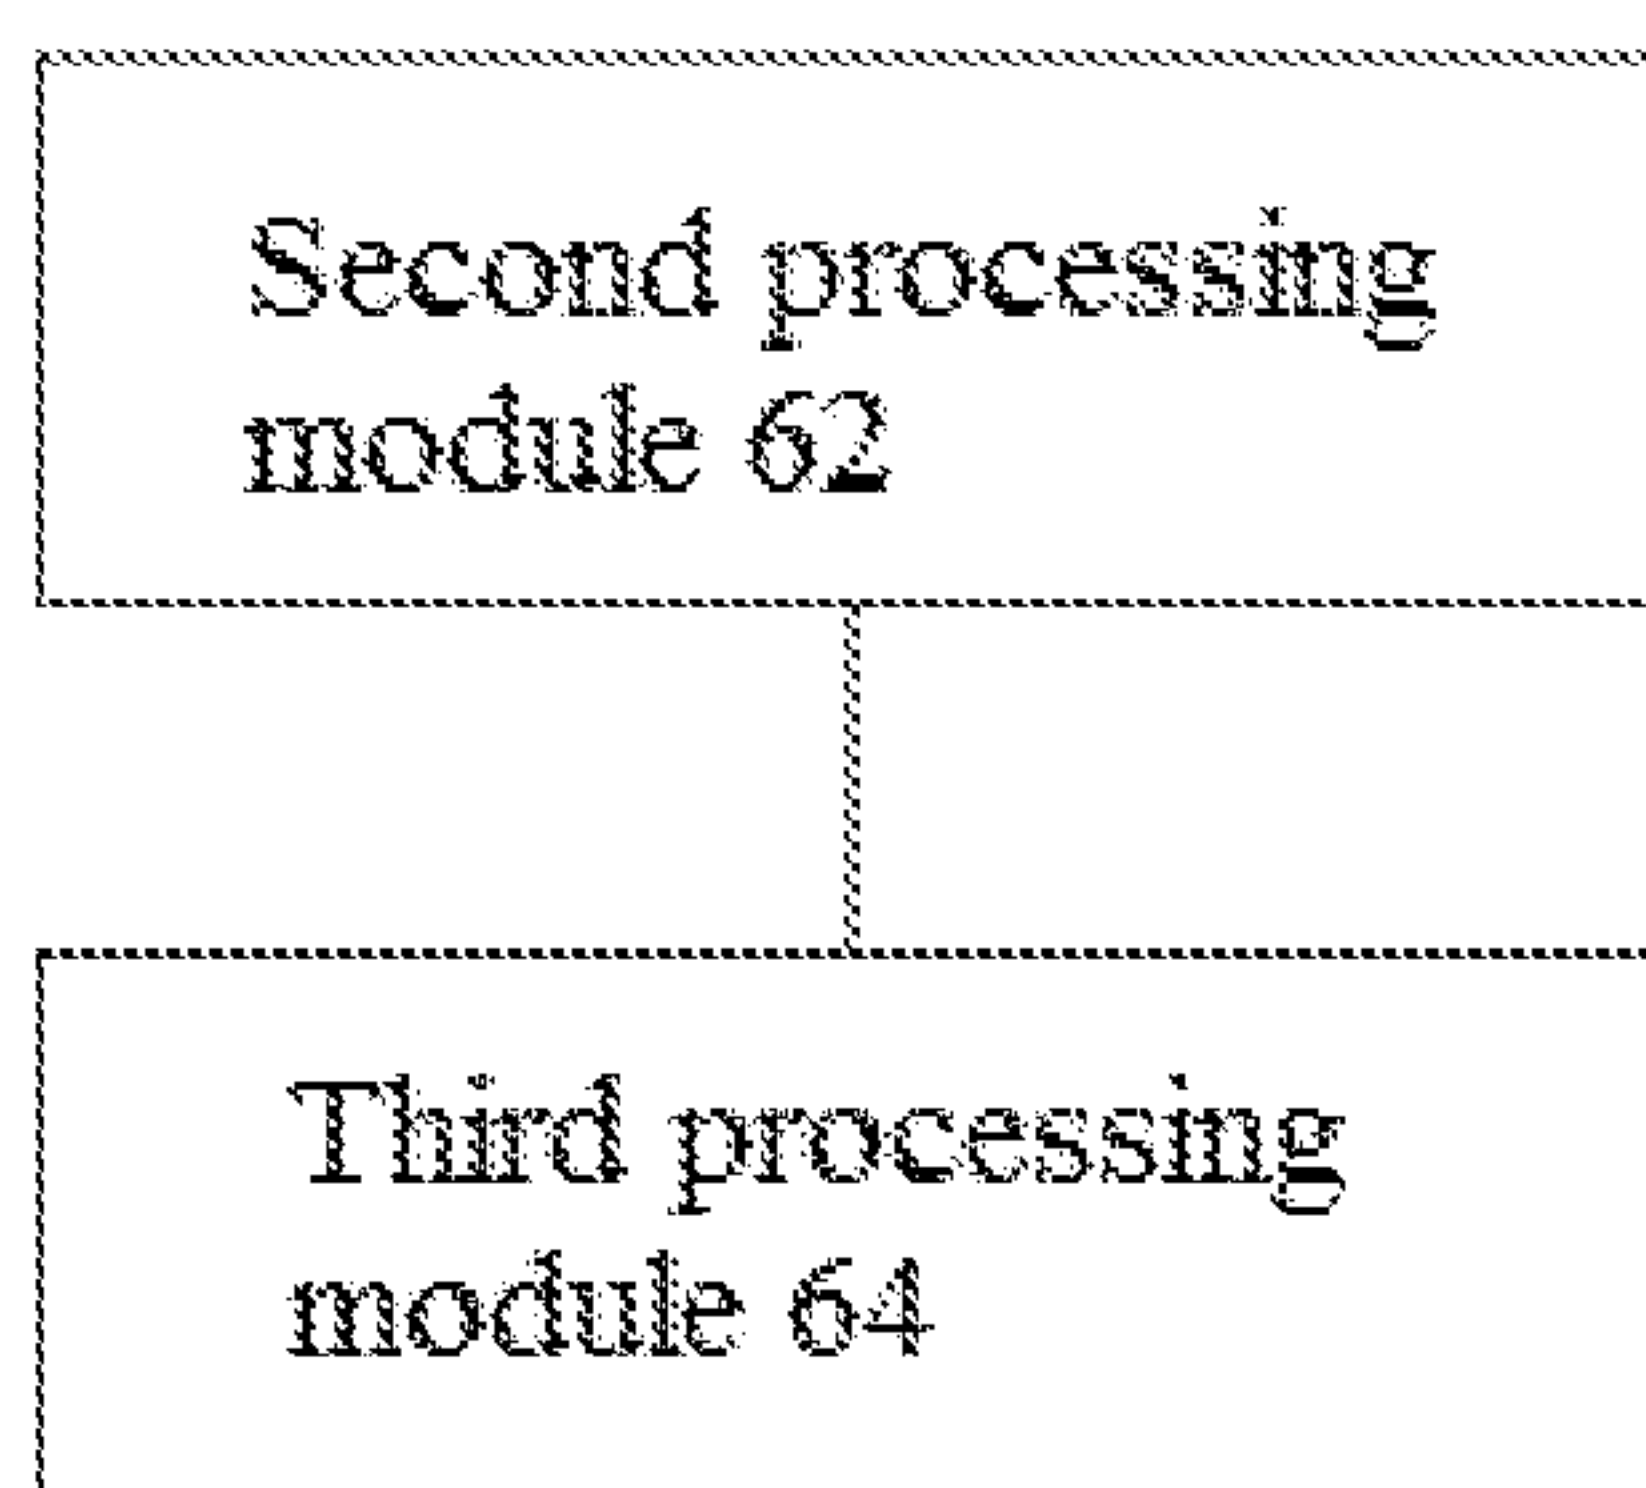 Second processing
module 62
Third processing
module 64